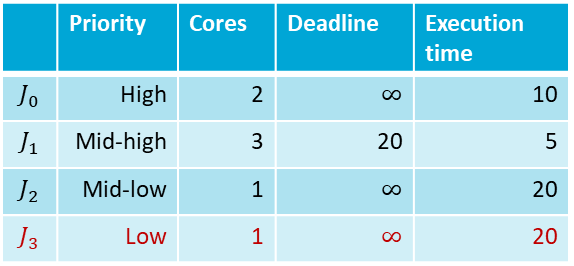 Priority Cores Deadline Execution time
J₀ High 2 ∞ 10
J₁ Mid-high 3 20 5
J₂ Mid-low 1 ∞ 20
J₃ Low 1 ∞ 20